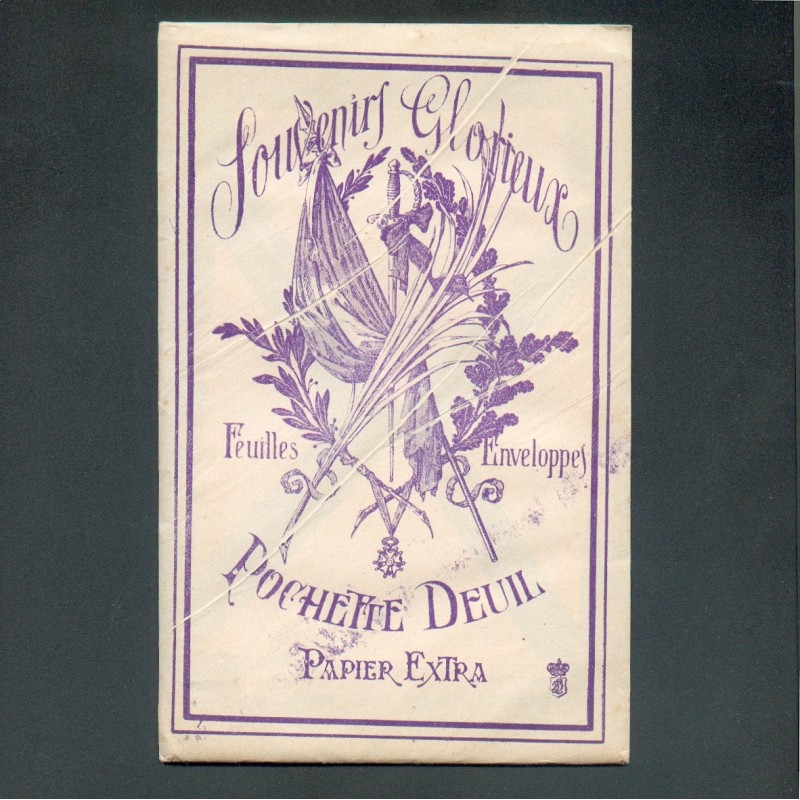 Souvenirs Glorieux
Feuilles Enveloppes
POCHETTE DEUIL
PAPIER EXTRA